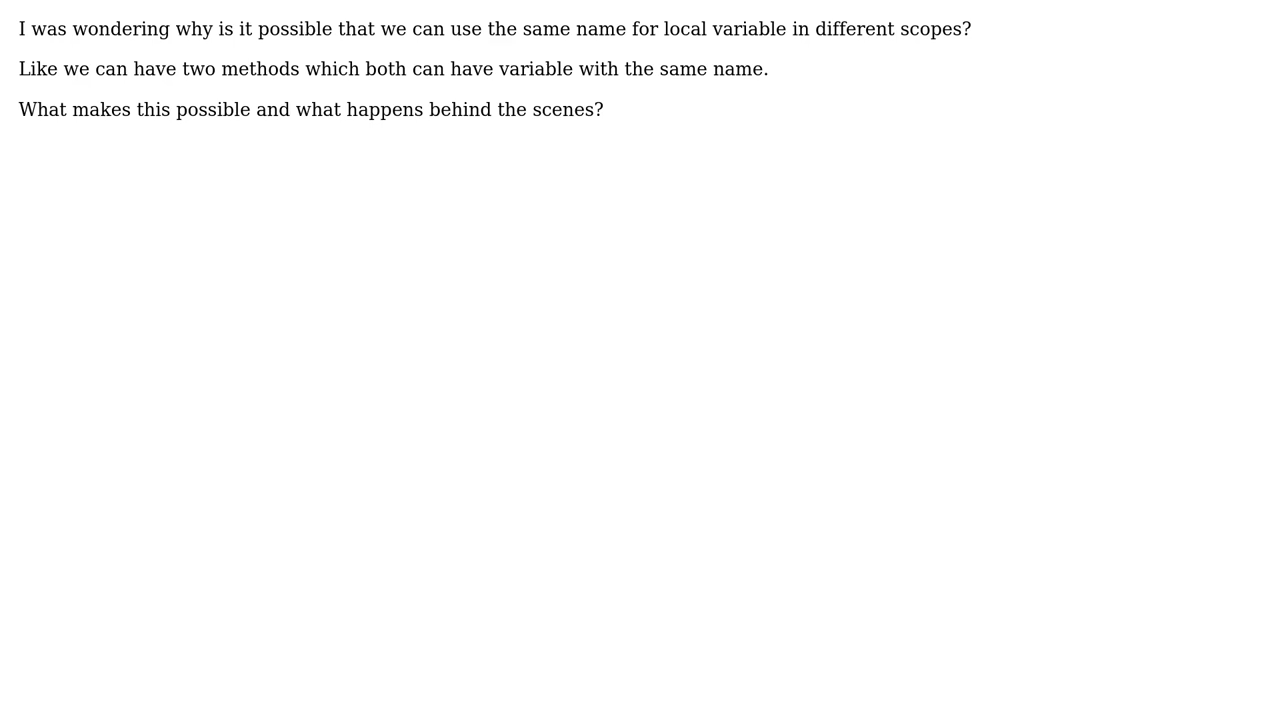 I was wondering why is it possible that we can use the same name for local variable in different scopes?
Like we can have two methods which both can have variable with the same name.
What makes this possible and what happens behind the scenes?